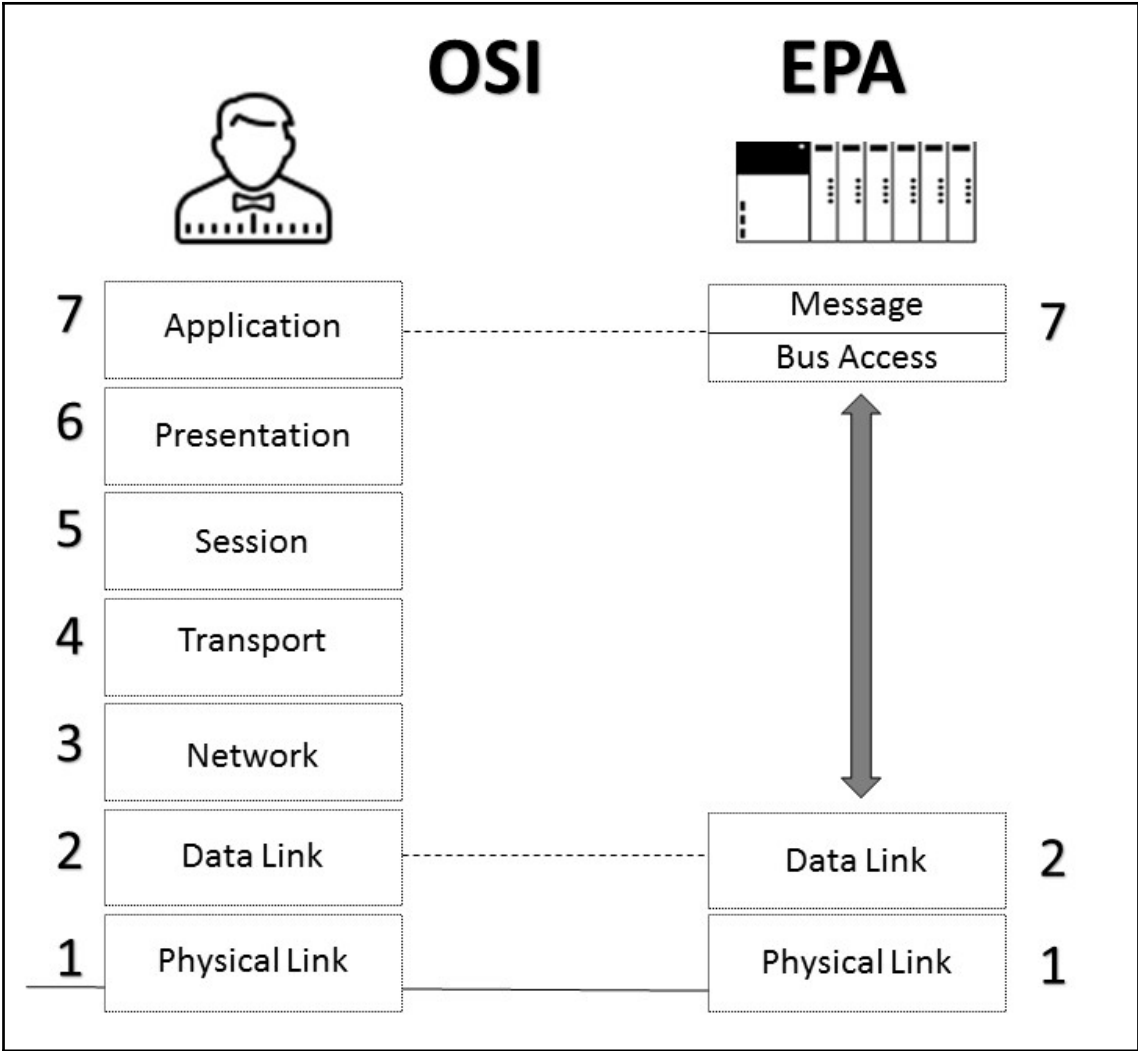 OSI
EPA
7
Application
Message
Bus Access
7
6
Presentation
5
Session
4
Transport
3
Network
2
Data Link
Data Link
2
1
Physical Link
Physical Link
1